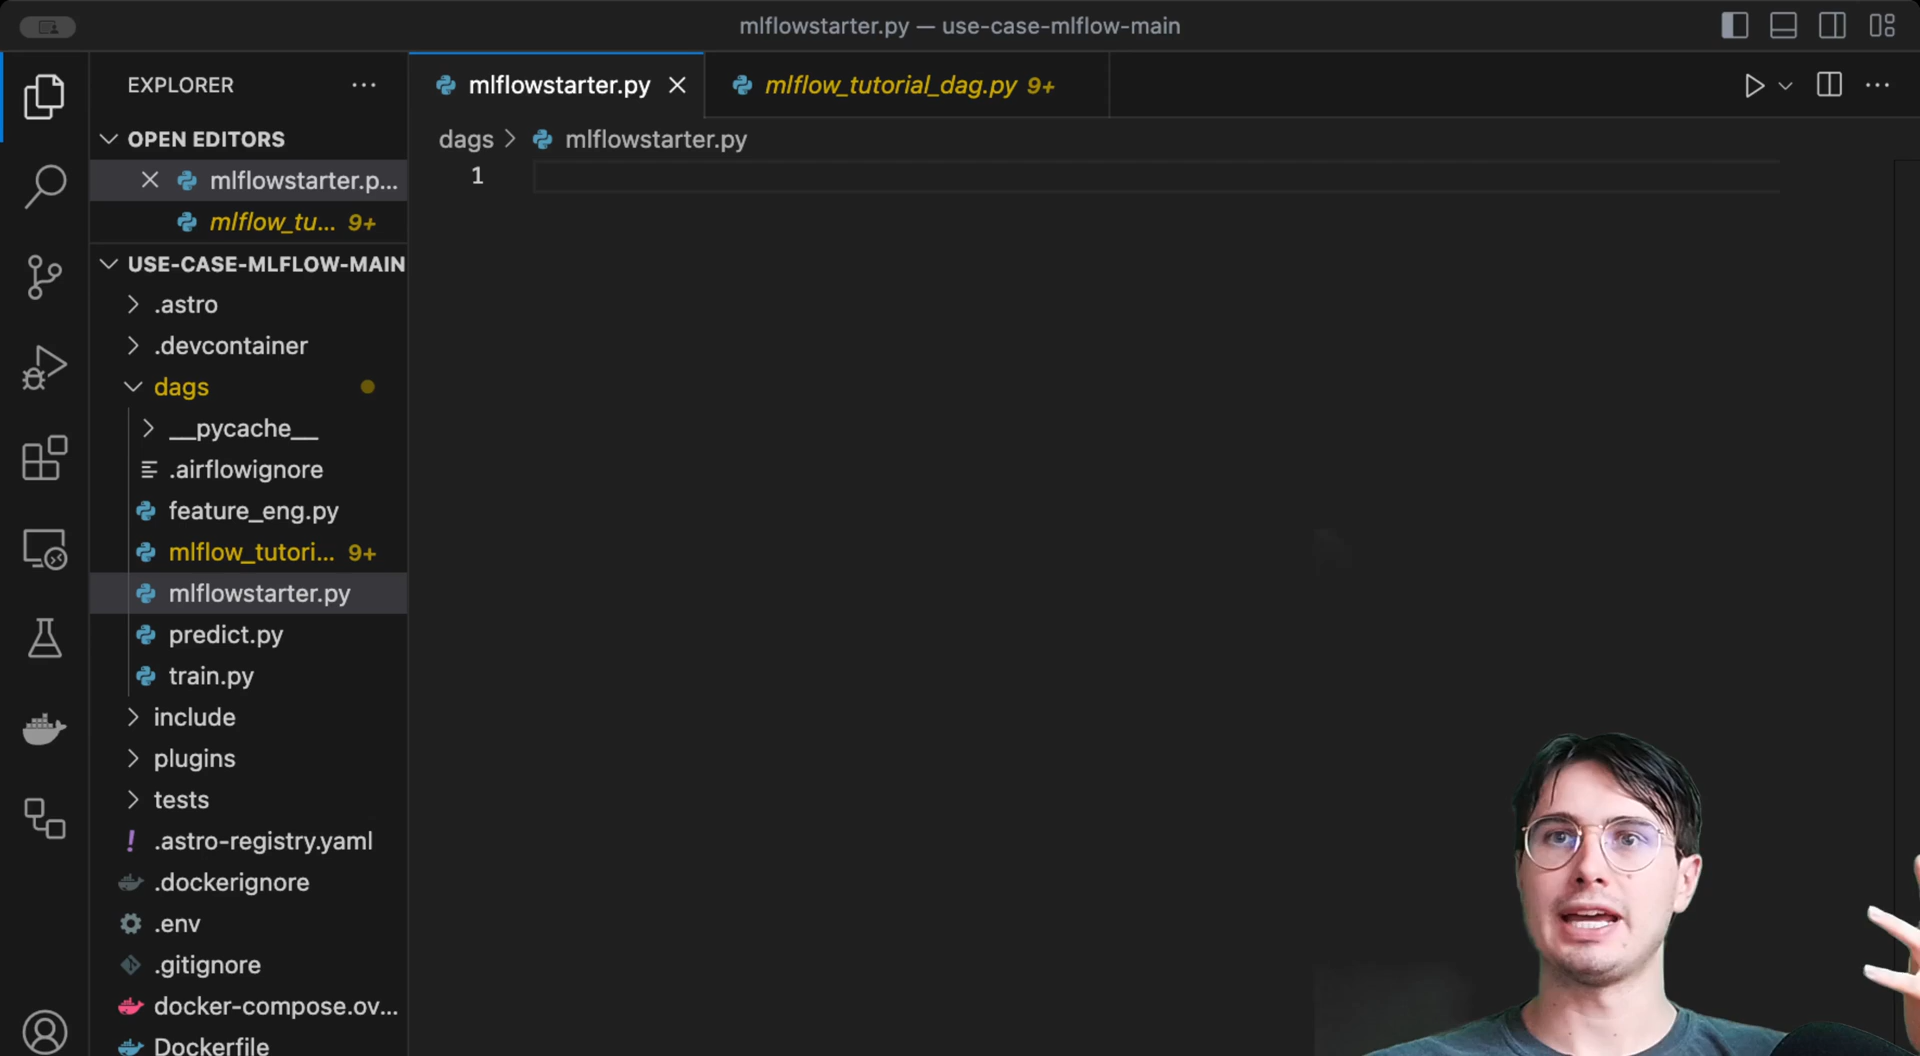 mlflowstarter.py — use-case-mlflow-main
EXPLORER
mlflowstarter.py
mlflow_tutorial_dag.py 9+
OPEN EDITORS
dags > mlflowstarter.py
mlflowstarter.p...
1
mlflow_tu... 9+
USE-CASE-MLFLOW-MAIN
.astro
.devcontainer
dags
__pycache__
.airflowignore
feature_eng.py
mlflow_tutori... 9+
mlflowstarter.py
predict.py
train.py
include
plugins
tests
.astro-registry.yaml
.dockerignore
.env
.gitignore
docker-compose.ov...
Dockerfile